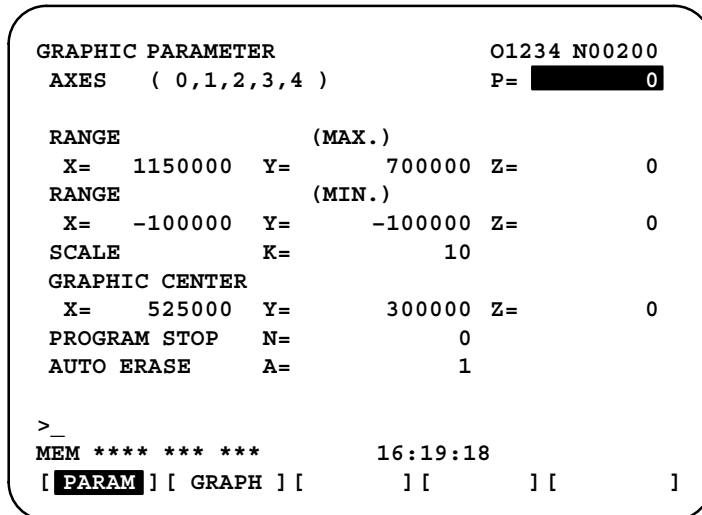 GRAPHIC PARAMETER O1234 N00200
AXES ( 0,1,2,3,4 ) P= 0
RANGE (MAX.)
X= 1150000 Y= 700000 Z= 0
RANGE (MIN.)
X= –100000 Y= –100000 Z= 0
SCALE K= 10
GRAPHIC CENTER
X= 525000 Y= 300000 Z= 0
PROGRAM STOP N= 0
AUTO ERASE A= 1
>_
MEM **** *** *** 16:19:18
[ PARAM ] [ GRAPH ] [ ] [ ] [ ]